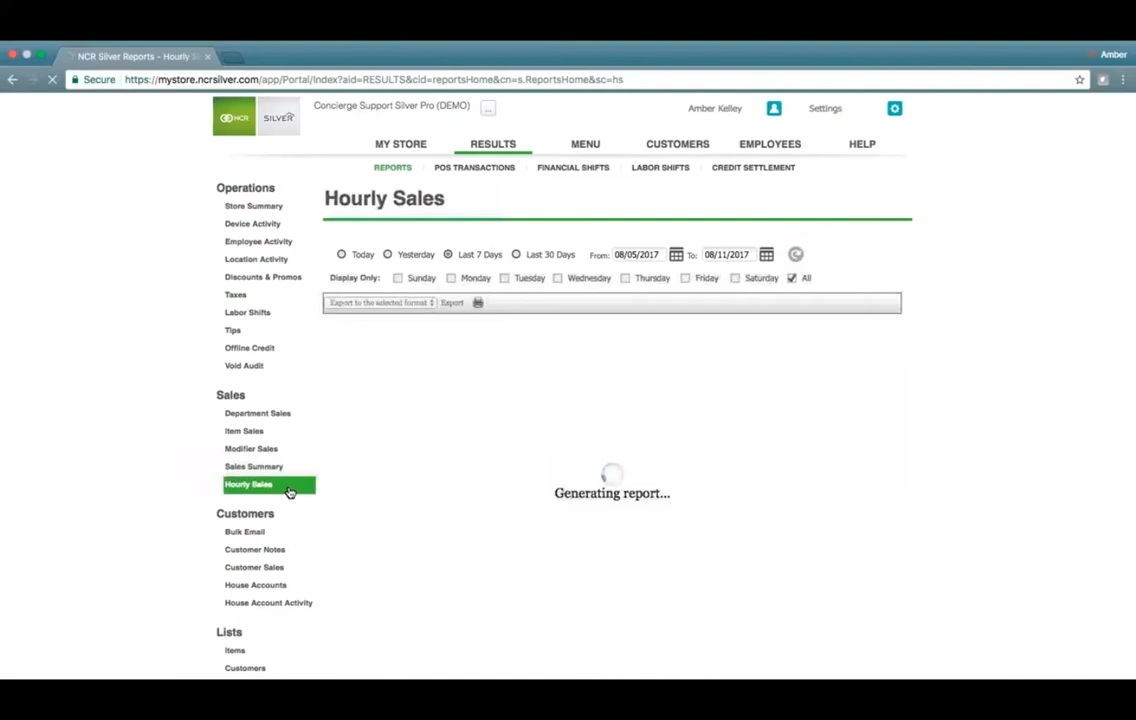 NCR Silver Reports - Hourly S
Amber
Secure https://mystore.ncrsilver.com/app/Portal/Index?aid=RESULTS&cid=reportsHome&cn=s.ReportsHome&sc=hs
NCR SILVER
Concierge Support Silver Pro (DEMO) ...
Amber Kelley Settings
MY STORE RESULTS MENU CUSTOMERS EMPLOYEES HELP
REPORTS POS TRANSACTIONS FINANCIAL SHIFTS LABOR SHIFTS CREDIT SETTLEMENT
Operations
Store Summary
Device Activity
Employee Activity
Location Activity
Discounts & Promos
Taxes
Labor Shifts
Tips
Offline Credit
Void Audit
Sales
Department Sales
Item Sales
Modifier Sales
Sales Summary
Hourly Sales
Customers
Bulk Email
Customer Notes
Customer Sales
House Accounts
House Account Activity
Lists
Items
Customers
Hourly Sales
Today Yesterday Last 7 Days Last 30 Days From: 08/05/2017 To: 08/11/2017
Display Only: Sunday Monday Tuesday Wednesday Thursday Friday Saturday All
Export to the selected format Export
Generating report...